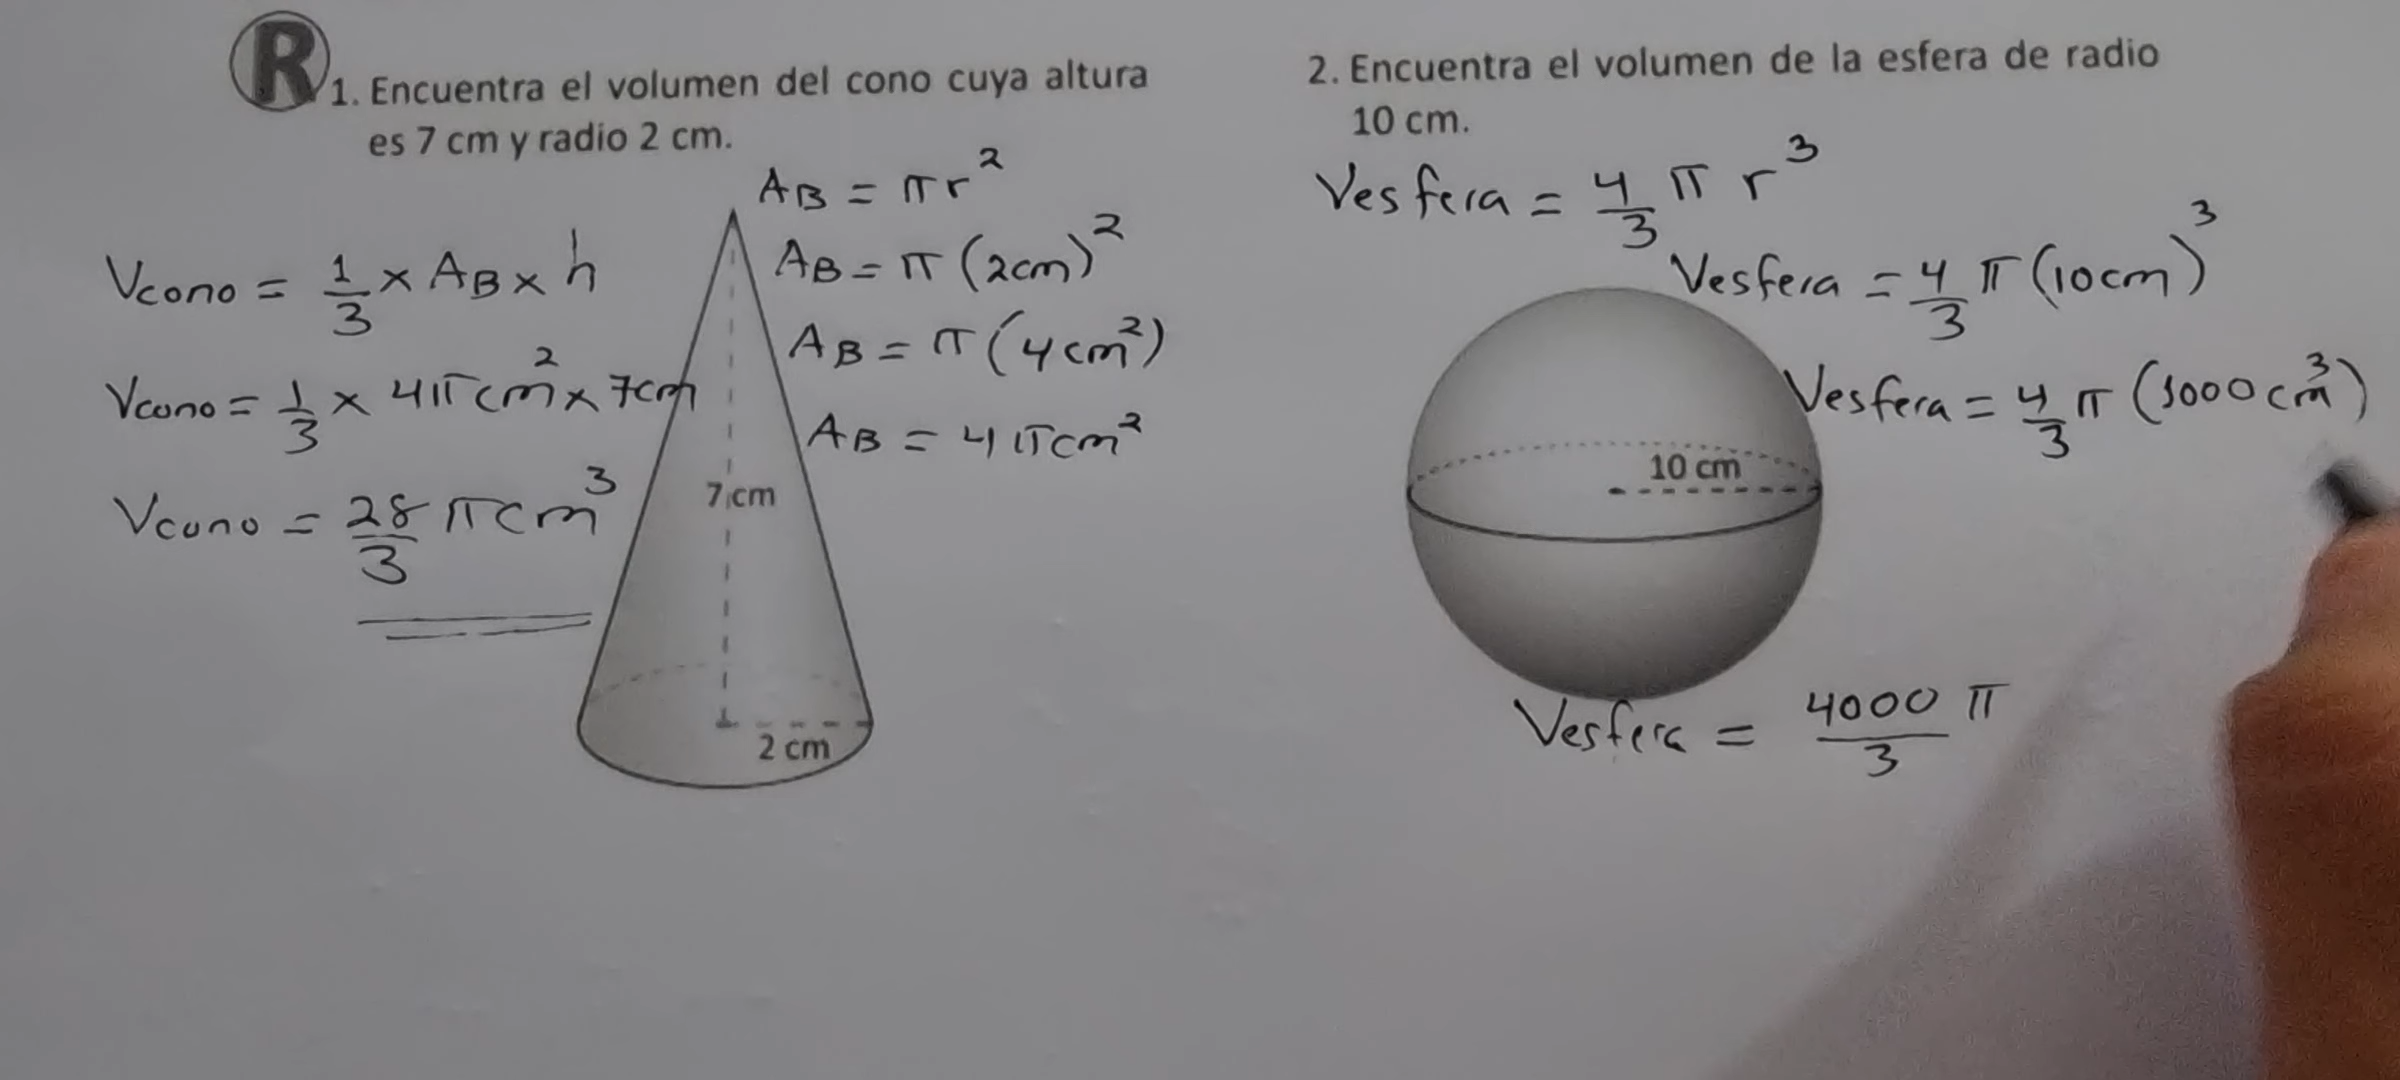 R
1. Encuentra el volumen del cono cuya altura
es 7 cm y radio 2 cm.
AB = πr²
AB = π (2cm)²
AB = π (4cm²)
AB = 4πcm²
Vcono = 1/3 × AB × h
Vcono = 1/3 × 4πcm² × 7cm
Vcono = 28/3 πcm³
7 cm
2 cm
2. Encuentra el volumen de la esfera de radio
10 cm.
Vesfera = 4/3 π r³
Vesfera = 4/3 π (10cm)³
Vesfera = 4/3 π (1000cm³)
10 cm
Vesfera = 4000 π/3